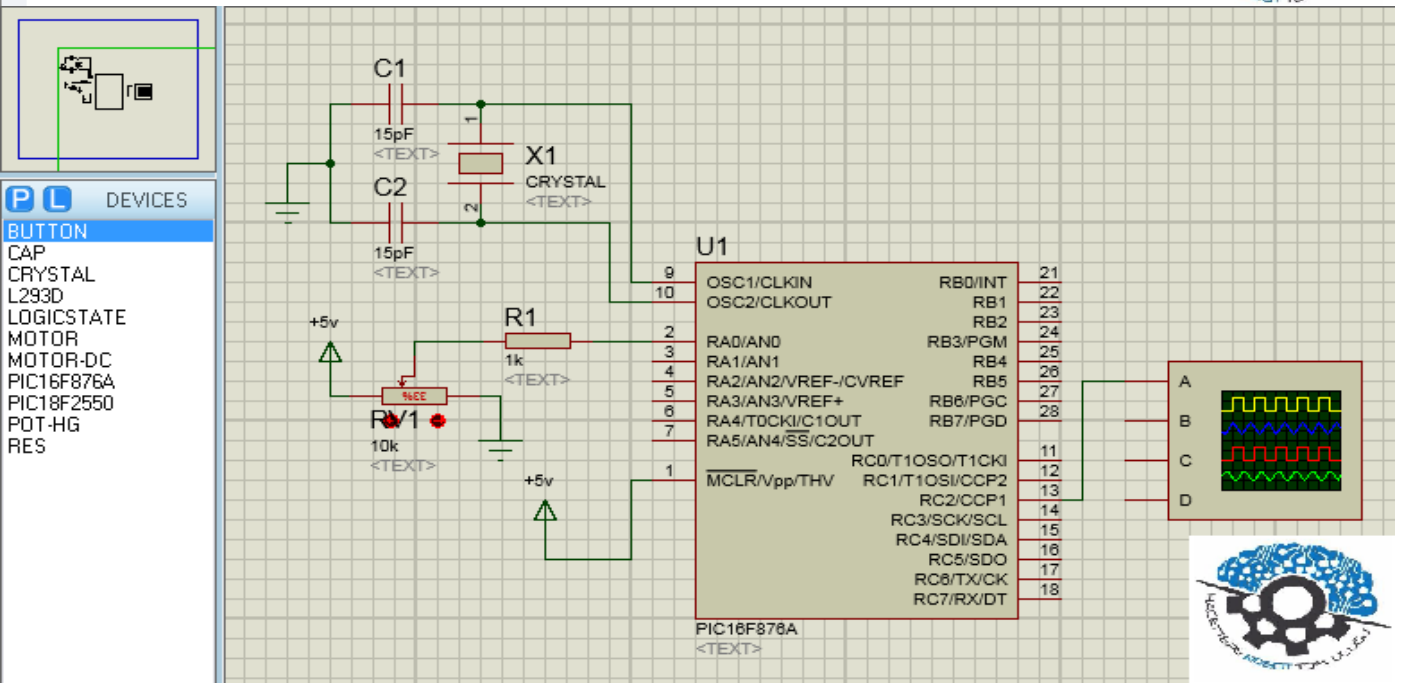 P L DEVICES
BUTTON
CAP
CRYSTAL
L293D
LOGICSTATE
MOTOR
MOTOR-DC
PIC16F876A
PIC18F2550
POT-HG
RES
C1
15pF
<TEXT>
C2
15pF
<TEXT>
1
2
X1
CRYSTAL
<TEXT>
+5v
R1
1k
<TEXT>
33%
RV1
10k
<TEXT>
+5v
U1
9 OSC1/CLKIN
10 OSC2/CLKOUT
2 RA0/AN0
3 RA1/AN1
4 RA2/AN2/VREF-/CVREF
5 RA3/AN3/VREF+
6 RA4/T0CKI/C1OUT
7 RA5/AN4/SS/C2OUT
1 MCLR/Vpp/THV
RB0/INT 21
RB1 22
RB2 23
RB3/PGM 24
RB4 25
RB5 26
RB6/PGC 27
RB7/PGD 28
RC0/T1OSO/T1CKI 11
RC1/T1OSI/CCP2 12
RC2/CCP1 13
RC3/SCK/SCL 14
RC4/SDI/SDA 15
RC5/SDO 16
RC6/TX/CK 17
RC7/RX/DT 18
PIC16F876A
<TEXT>
A
B
C
D